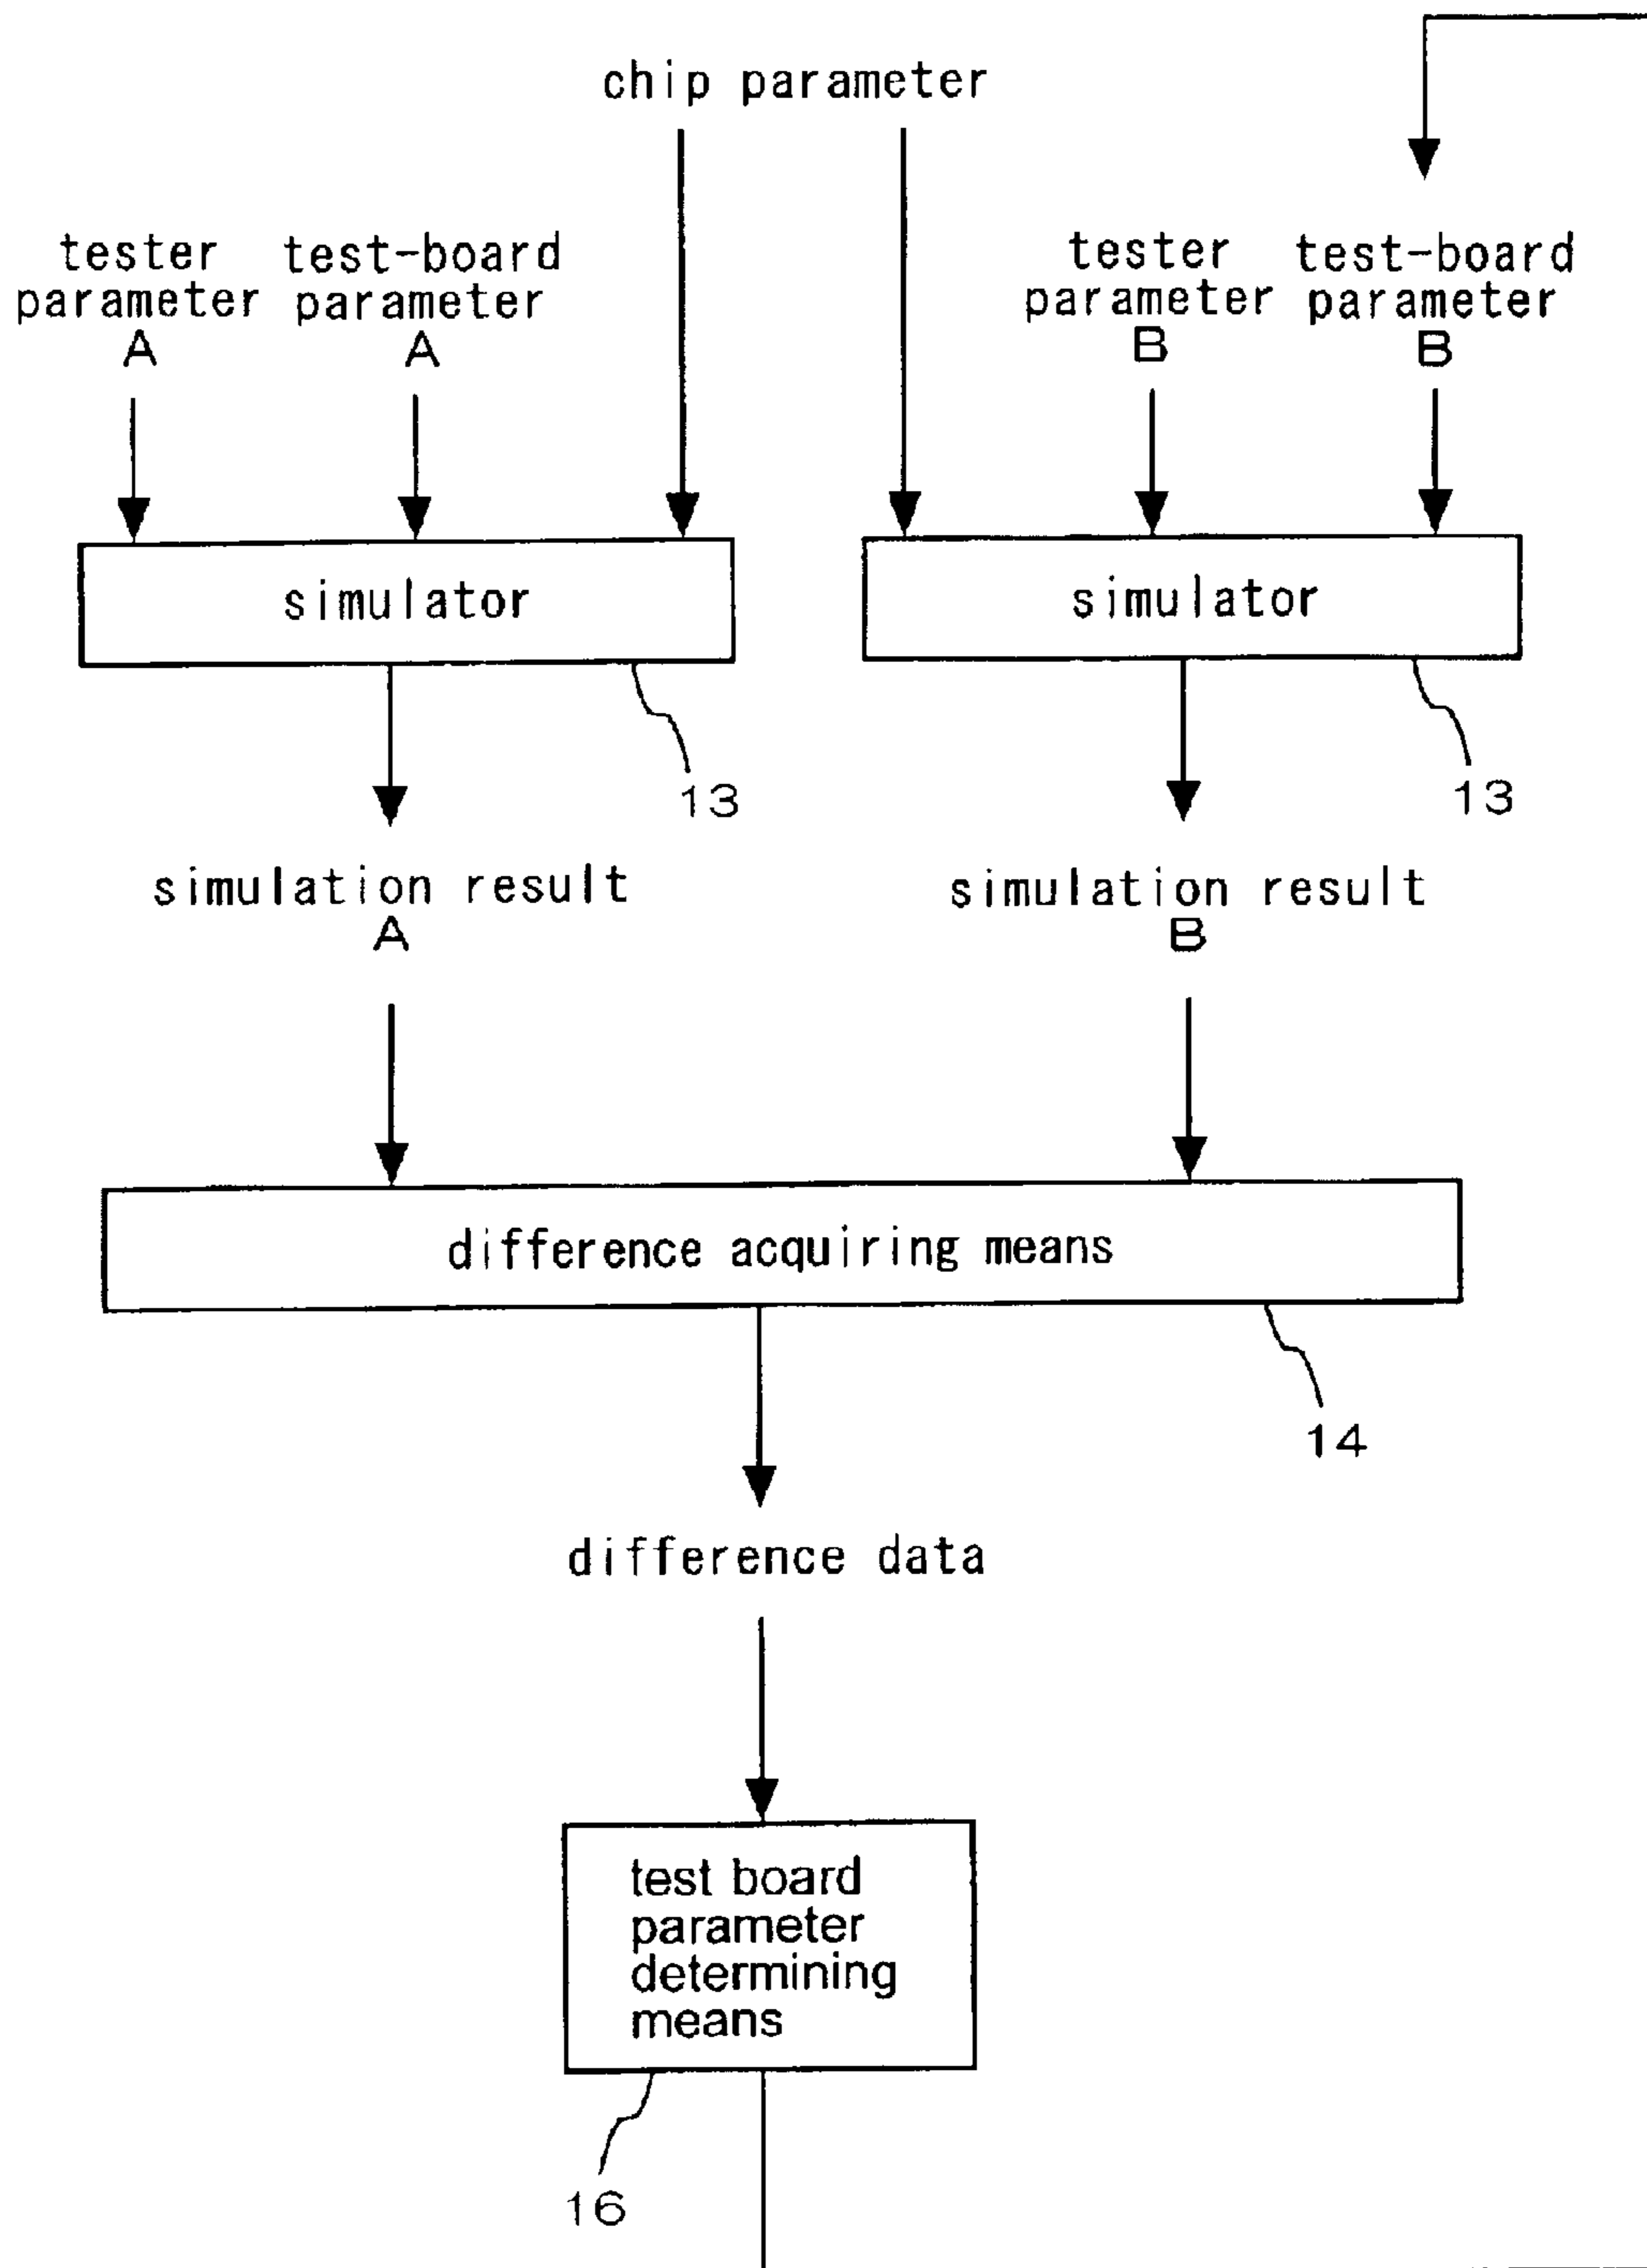 chip parameter
tester
parameter
A
test-board
parameter
A
tester
parameter
B
test-board
parameter
B
simulator
simulator
13
13
simulation result
A
simulation result
B
difference acquiring means
14
difference data
test board
parameter
determining
means
16